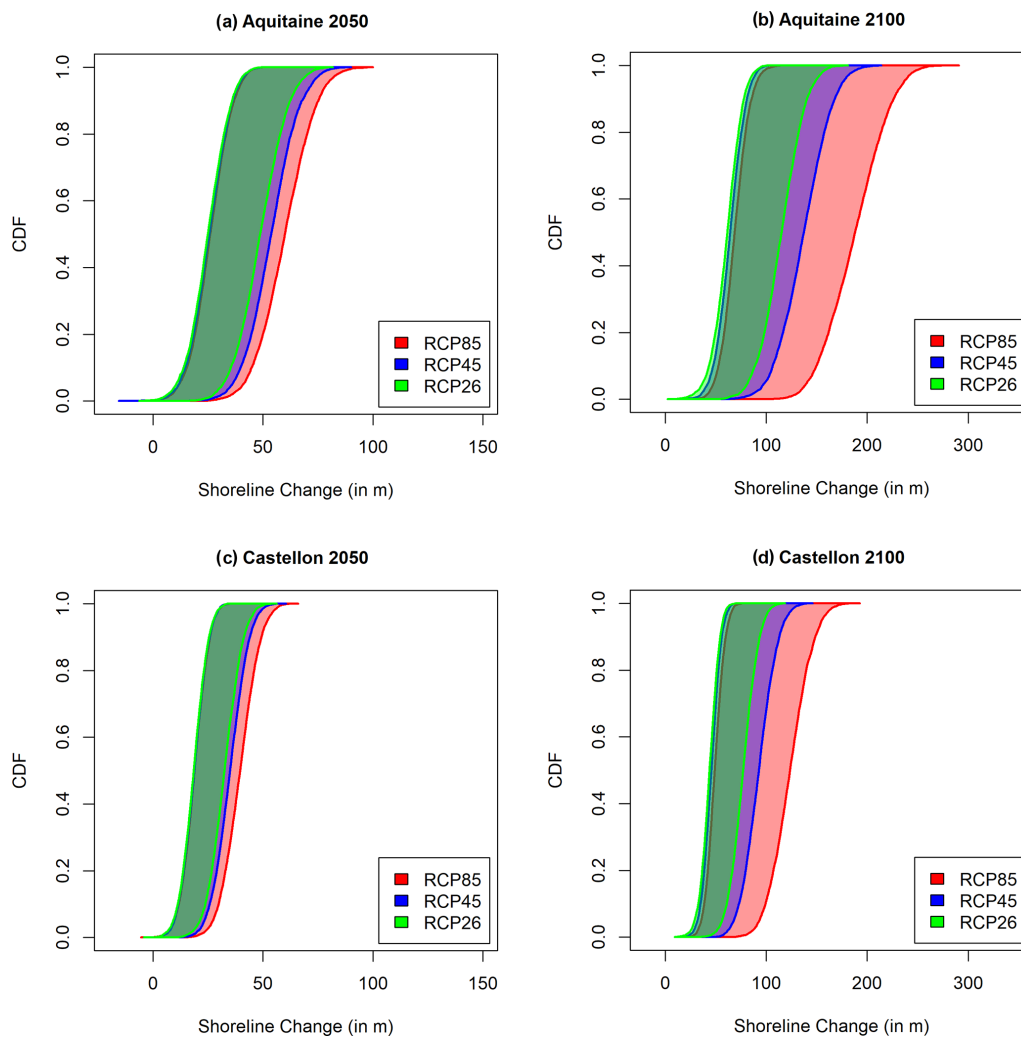 (a) Aquitaine 2050
CDF
1.0
0.8
0.6
0.4
0.2
0.0
RCP85
RCP45
RCP26
0 50 100 150
Shoreline Change (in m)
(b) Aquitaine 2100
CDF
1.0
0.8
0.6
0.4
0.2
0.0
RCP85
RCP45
RCP26
0 100 200 300
Shoreline Change (in m)
(c) Castellon 2050
CDF
1.0
0.8
0.6
0.4
0.2
0.0
RCP85
RCP45
RCP26
0 50 100 150
Shoreline Change (in m)
(d) Castellon 2100
CDF
1.0
0.8
0.6
0.4
0.2
0.0
RCP85
RCP45
RCP26
0 100 200 300
Shoreline Change (in m)